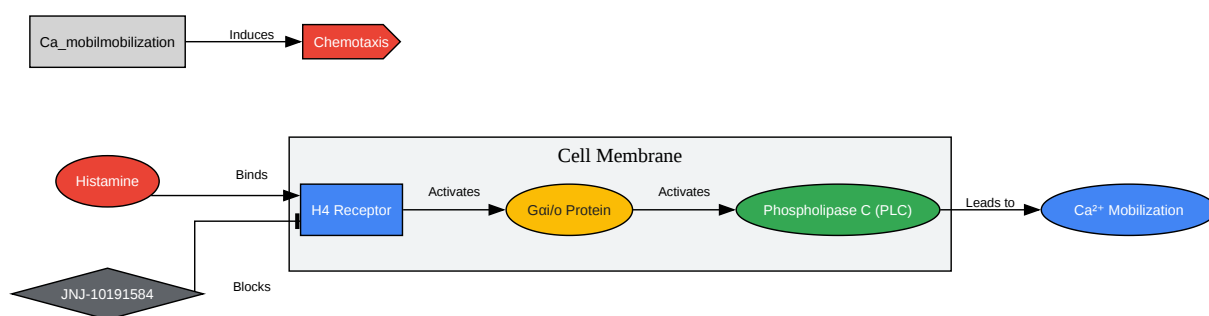 Ca_mobilmobilization
Induces
Chemotaxis
Cell Membrane
Histamine
Binds
H4 Receptor
Activates
Gαi/o Protein
Activates
Phospholipase C (PLC)
Leads to
Ca²⁺ Mobilization
JNJ-10191584
Blocks